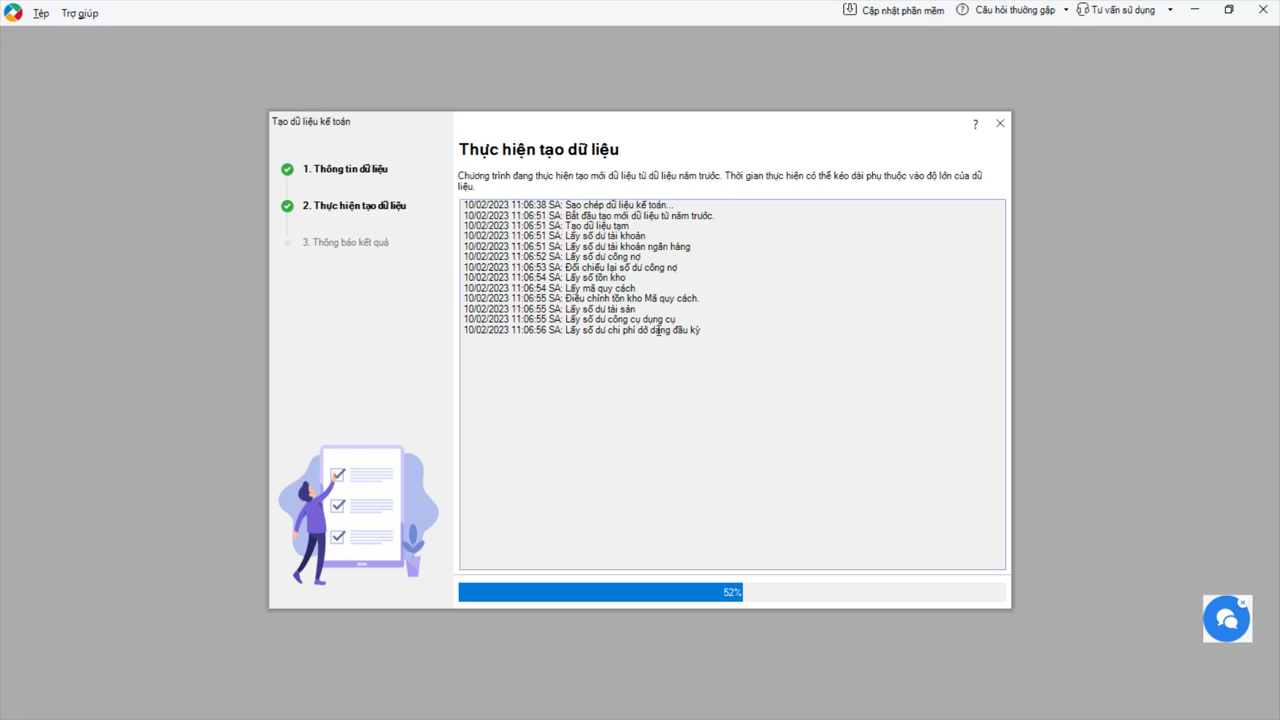 Tệp Trợ giúp Cập nhật phần mềm Câu hỏi thường gặp Tư vấn sử dụng
Tạo dữ liệu kế toán
1. Thông tin dữ liệu
2. Thực hiện tạo dữ liệu
3. Thông báo kết quả
?
Thực hiện tạo dữ liệu
Chương trình đang thực hiện tạo mới dữ liệu từ dữ liệu năm trước. Thời gian thực hiện có thể kéo dài phụ thuộc vào độ lớn của dữ
liệu.
10/02/2023 11:06:38 SA: Sao chép dữ liệu kế toán...
10/02/2023 11:06:51 SA: Bắt đầu tạo mới dữ liệu từ năm trước.
10/02/2023 11:06:51 SA: Tạo dữ liệu tạm
10/02/2023 11:06:51 SA: Lấy số dư tài khoản
10/02/2023 11:06:51 SA: Lấy số dư tài khoản ngân hàng
10/02/2023 11:06:52 SA: Lấy số dư công nợ
10/02/2023 11:06:53 SA: Đối chiếu lại số dư công nợ
10/02/2023 11:06:54 SA: Lấy số tồn kho
10/02/2023 11:06:54 SA: Lấy mã quy cách
10/02/2023 11:06:55 SA: Điều chỉnh tồn kho Mã quy cách.
10/02/2023 11:06:55 SA: Lấy số dư tài sản
10/02/2023 11:06:55 SA: Lấy số dư công cụ dụng cụ
10/02/2023 11:06:56 SA: Lấy số dư chi phí dở dang đầu kỳ
52%